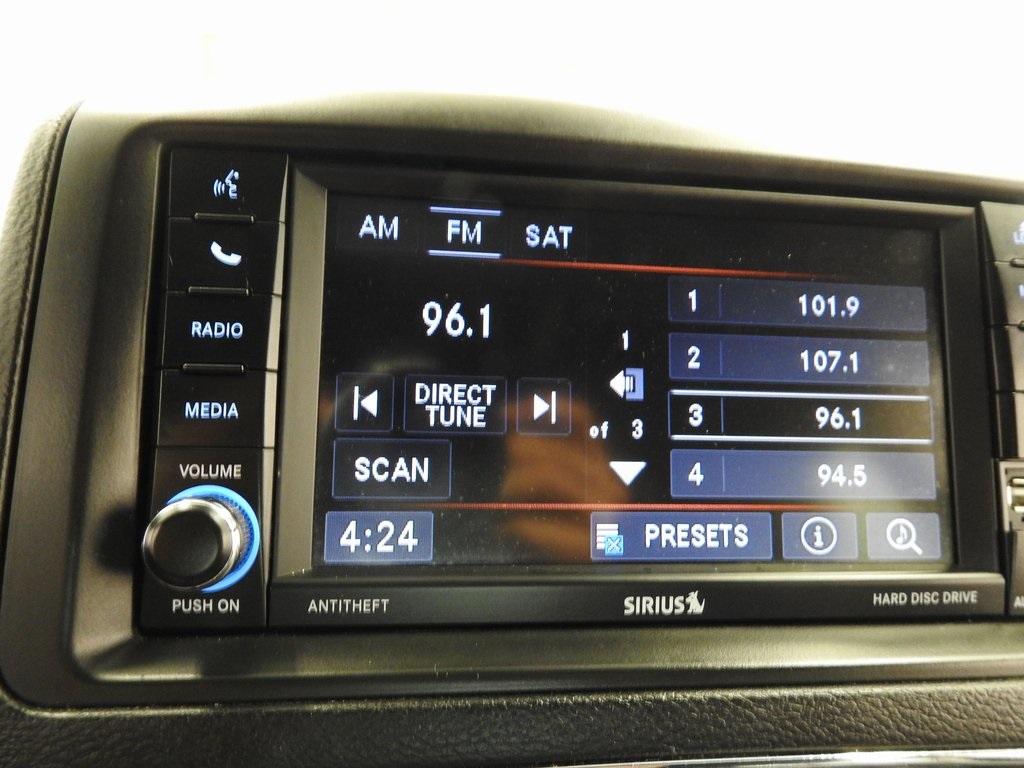 AM FM SAT
96.1
DIRECT
TUNE
SCAN
4:24
1
of 3
1 101.9
2 107.1
3 96.1
4 94.5
PRESETS
i
RADIO
MEDIA
VOLUME
PUSH ON
ANTITHEFT
SIRIUS
HARD DISC DRIVE